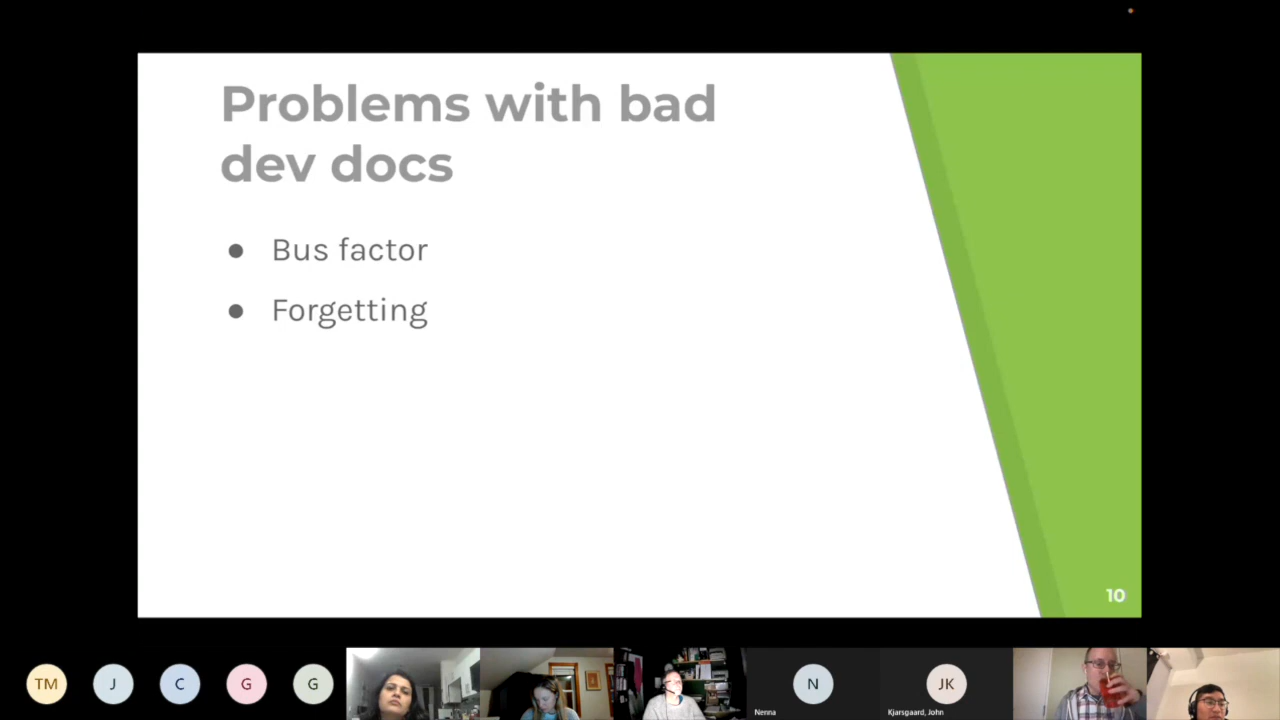 Problems with bad
dev docs
● Bus factor
● Forgetting
10
TM
J
C
G
G
N
Nenna
JK
Kjarsgaard, John